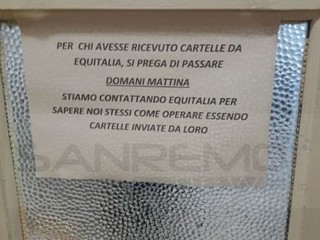 PER CHI AVESSE RICEVUTO CARTELLE DA
EQUITALIA, SI PREGA DI PASSARE
DOMANI MATTINA
STIAMO CONTATTANDO EQUITALIA PER
SAPERE NOI STESSI COME OPERARE ESSENDO
CARTELLE INVIATE DA LORO
SANREMO